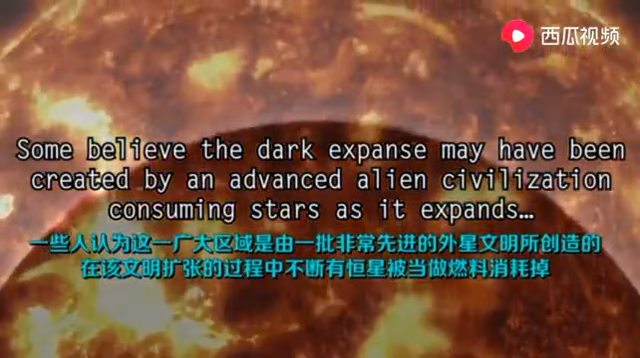 西瓜视频
Some believe the dark expanse may have been
created by an advanced alien civilization
consuming stars as it expands…
一些人认为这一广大区域是由一批非常先进的外星文明所创造的
在该文明扩张的过程中不断有恒星被当做燃料消耗掉